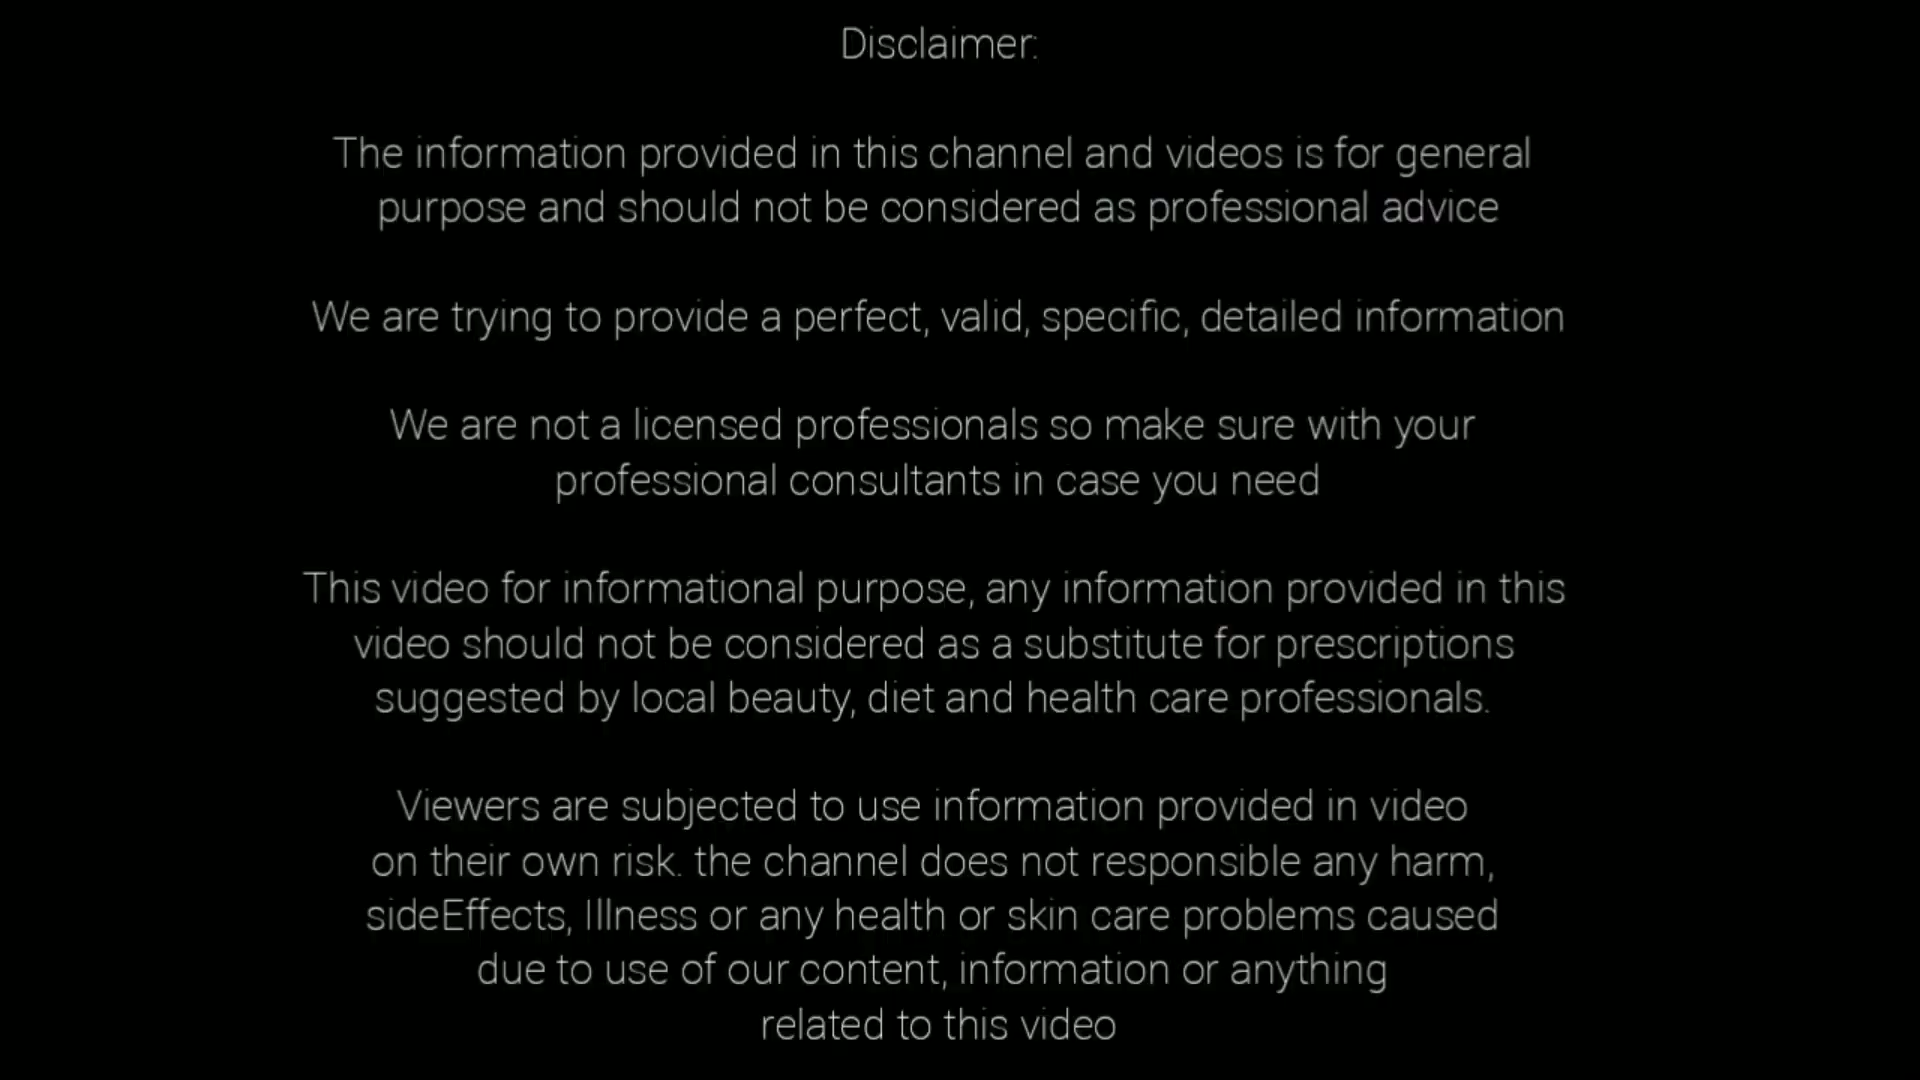 Disclaimer:
The information provided in this channel and videos is for general
purpose and should not be considered as professional advice
We are trying to provide a perfect, valid, specific, detailed information
We are not a licensed professionals so make sure with your
professional consultants in case you need
This video for informational purpose, any information provided in this
video should not be considered as a substitute for prescriptions
suggested by local beauty, diet and health care professionals.
Viewers are subjected to use information provided in video
on their own risk. the channel does not responsible any harm,
sideEffects, Illness or any health or skin care problems caused
due to use of our content, information or anything
related to this video